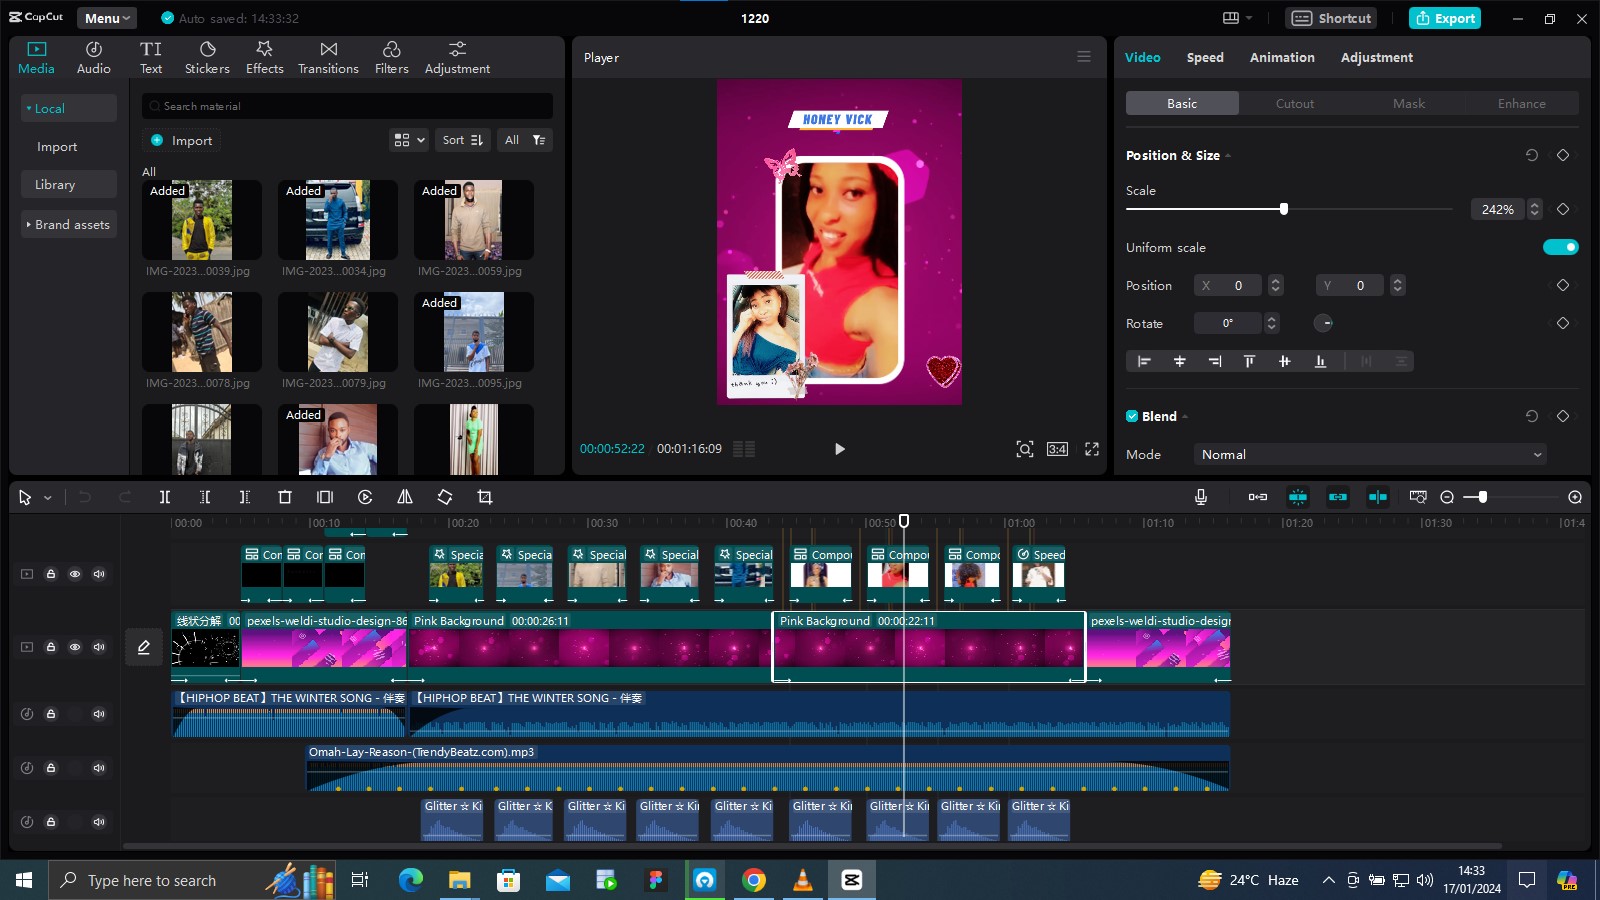 CapCut
Menu
Auto saved: 14:33:32
1220
Shortcut
Export
Media
Audio
Text
Stickers
Effects
Transitions
Filters
Adjustment
Player
Video
Speed
Animation
Adjustment
Local
Import
Library
Brand assets
Search material
Import
Sort
All
All
Added
Added
Added
IMG-2023...0039.jpg
IMG-2023...0034.jpg
IMG-2023...0059.jpg
Added
IMG-2023...0078.jpg
IMG-2023...0079.jpg
IMG-2023...0095.jpg
Added
HONEY VICK
thank you :)
00:00:52:22
00:01:16:09
3:4
Basic
Cutout
Mask
Enhance
Position & Size
Scale
242%
Uniform scale
Position
X 0
Y 0
Rotate
0°
Blend
Mode
Normal
00:00
00:10
00:20
00:30
00:40
00:50
01:00
01:10
01:20
01:30
01:4
Con
Con
Con
Specia
Specia
Special
Special
Special
Compou
Compou
Compo
Speed
线状分解 00
pexels-weldi-studio-design-86
Pink Background 00:00:26:11
Pink Background 00:00:22:11
pexels-weldi-studio-design
【HIPHOP BEAT】THE WINTER SONG - 伴奏
【HIPHOP BEAT】THE WINTER SONG - 伴奏
Omah-Lay-Reason-(TrendyBeatz.com).mp3
Glitter ☆ Ki
Glitter ☆ K
Glitter ☆ Ki
Glitter ☆ Ki
Glitter ☆ Ki
Glitter ☆ Ki
Glitter ☆ Ki
Glitter ☆ Ki
Glitter ☆ Ki
Type here to search
24°C Haze
14:33
17/01/2024
PRE